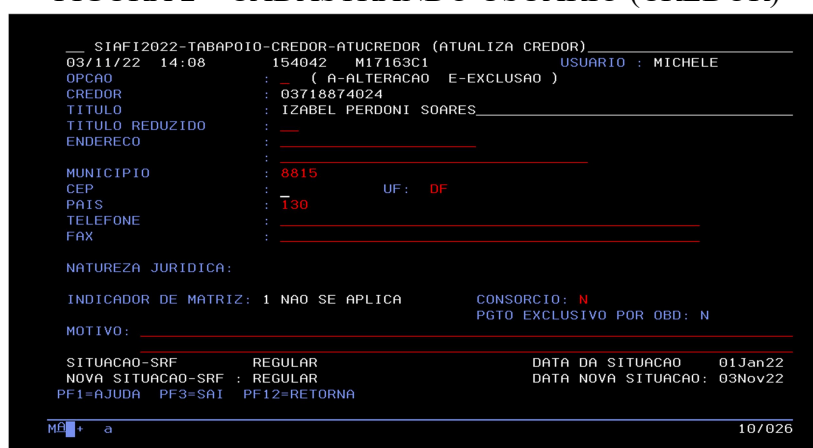 __ SIAFI2022-TABAPOIO-CREDOR-ATUCREDOR (ATUALIZA CREDOR)
03/11/22 14:08 154042 M17163C1 USUARIO : MICHELE
OPCAO : _ ( A-ALTERACAO E-EXCLUSAO )
CREDOR : 03718874024
TITULO : IZABEL PERDONI SOARES
TITULO REDUZIDO :
ENDERECO :
:
MUNICIPIO : 8815
CEP : UF: DF
PAIS : 130
TELEFONE :
FAX :
NATUREZA JURIDICA:
INDICADOR DE MATRIZ: 1 NAO SE APLICA CONSORCIO: N
PGTO EXCLUSIVO POR OBD: N
MOTIVO:
SITUACAO-SRF REGULAR DATA DA SITUACAO 01Jan22
NOVA SITUACAO-SRF : REGULAR DATA NOVA SITUACAO: 03Nov22
PF1=AJUDA PF3=SAI PF12=RETORNA
MA + a 10/026